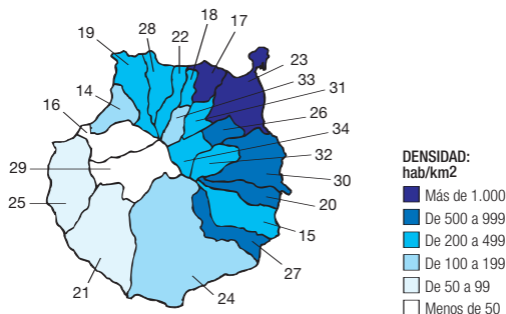 17
18
22
28
19
23
33
31
26
34
32
30
20
15
27
24
21
25
29
16
14
DENSIDAD:
hab/km2
Más de 1.000
De 500 a 999
De 200 a 499
De 100 a 199
De 50 a 99
Menos de 50